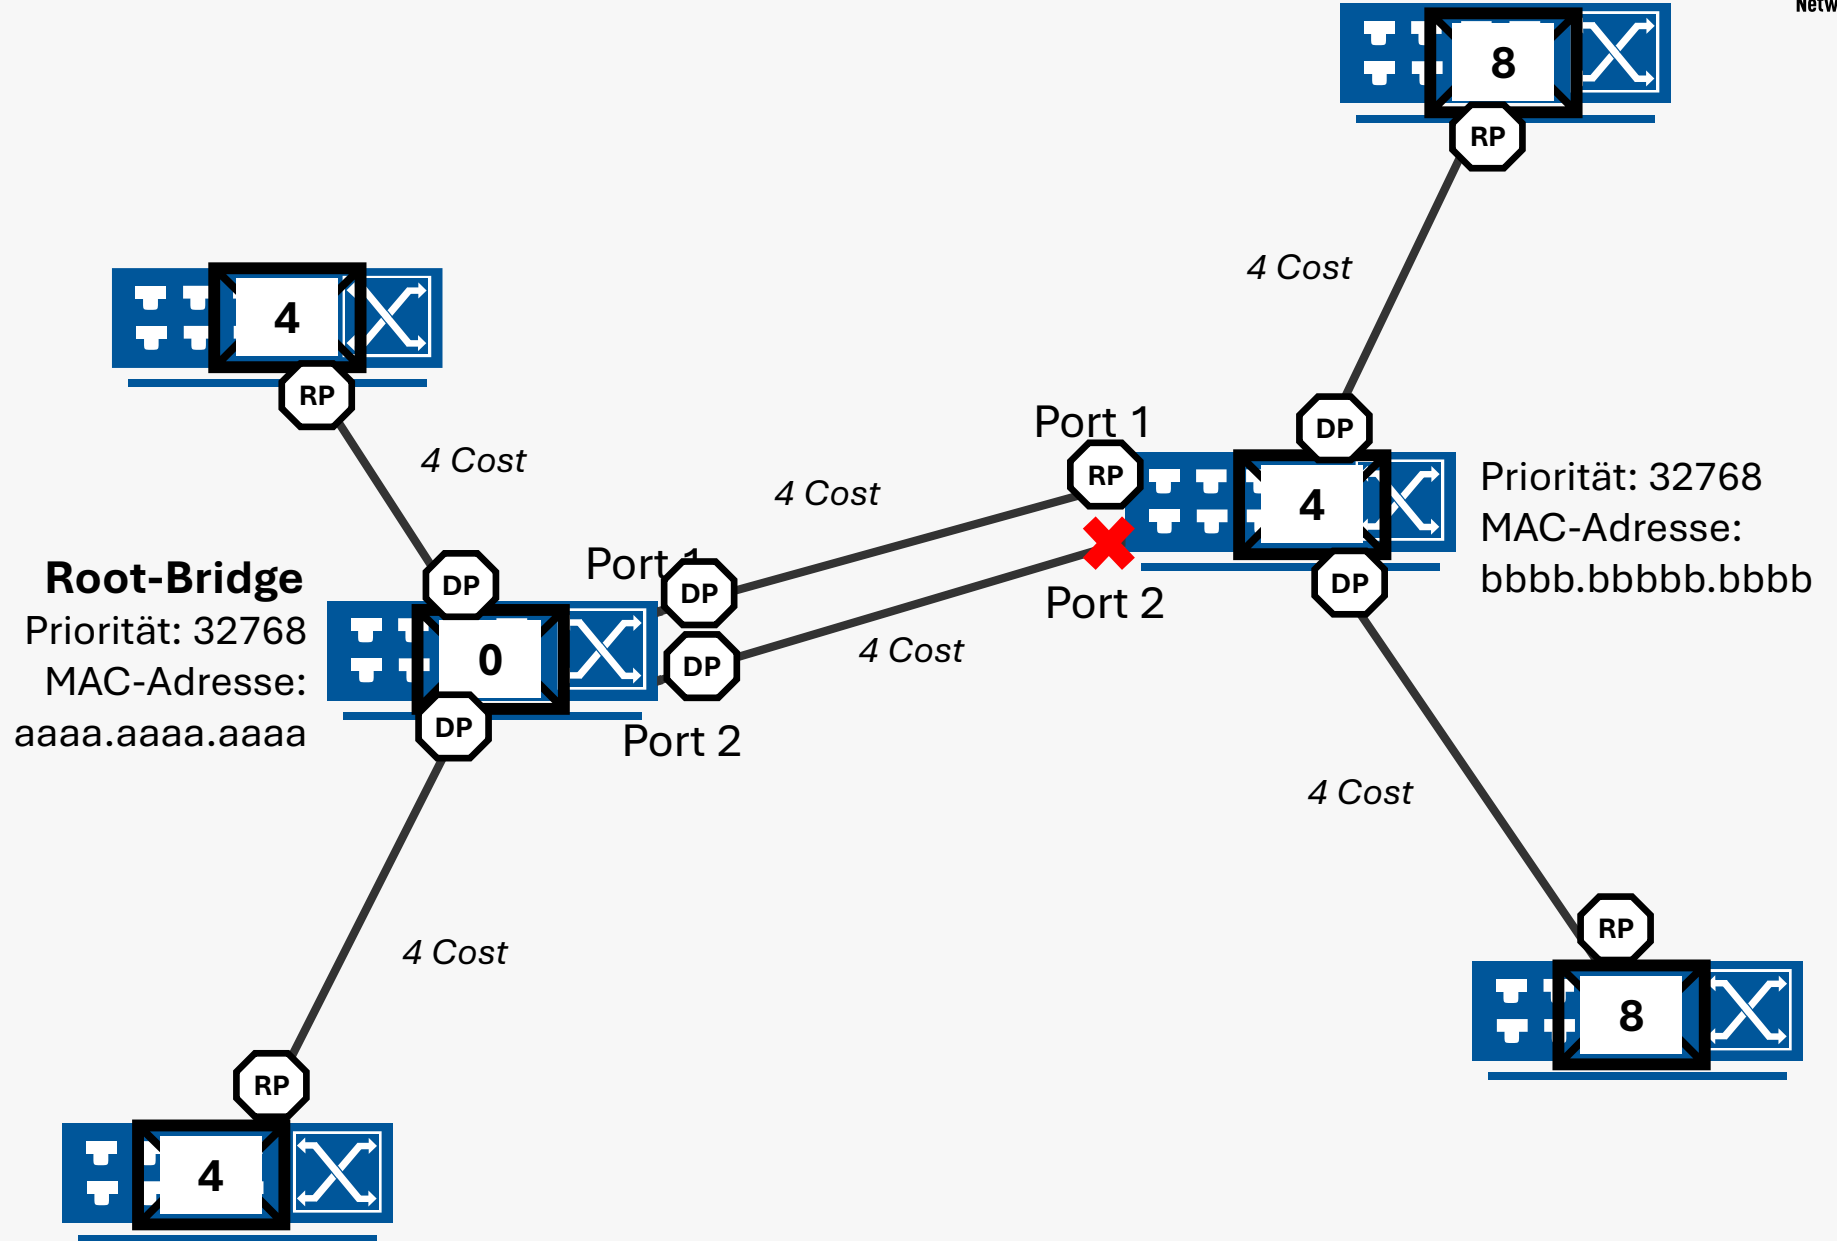 8
RP
4 Cost
4
RP
4 Cost
DP
Port 1
RP
4 Cost
4
Priorität: 32768
MAC-Adresse:
bbbb.bbbbb.bbbb
DP
Port 2
Root-Bridge
Priorität: 32768
MAC-Adresse:
aaaa.aaaa.aaaa
DP
0
DP
Port 1
DP
DP
Port 2
4 Cost
4 Cost
RP
8
4 Cost
RP
4